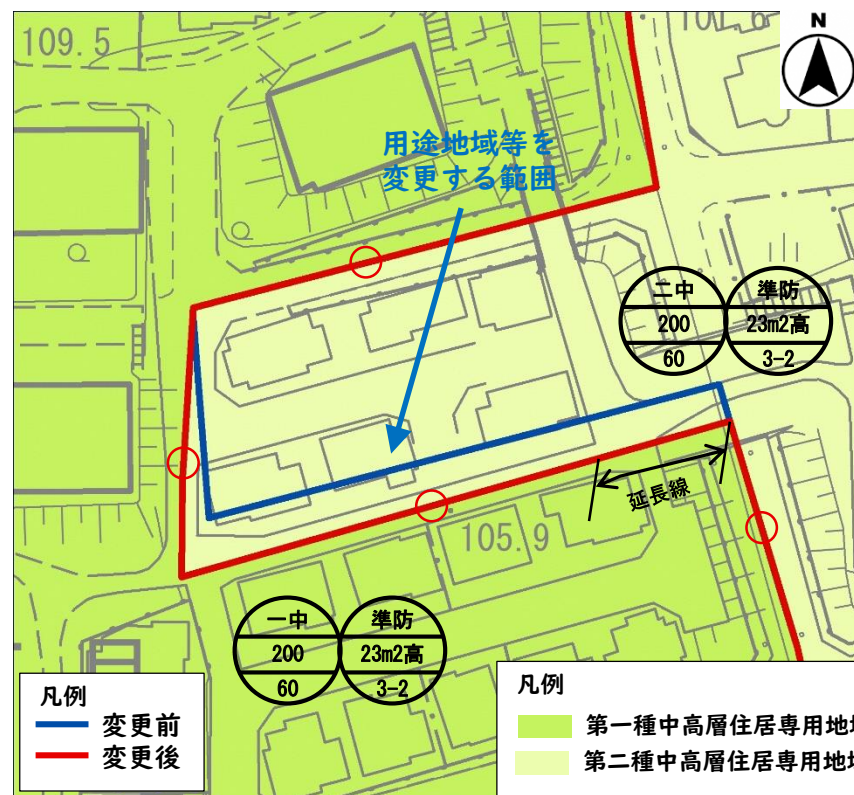 109.5
N
用途地域等を
変更する範囲
二中
200
60
準防
23m2高
3-2
延長線
105.9
一中
200
60
準防
23m2高
3-2
凡例
変更前
変更後
凡例
第一種中高層住居専用地
第二種中高層住居専用地